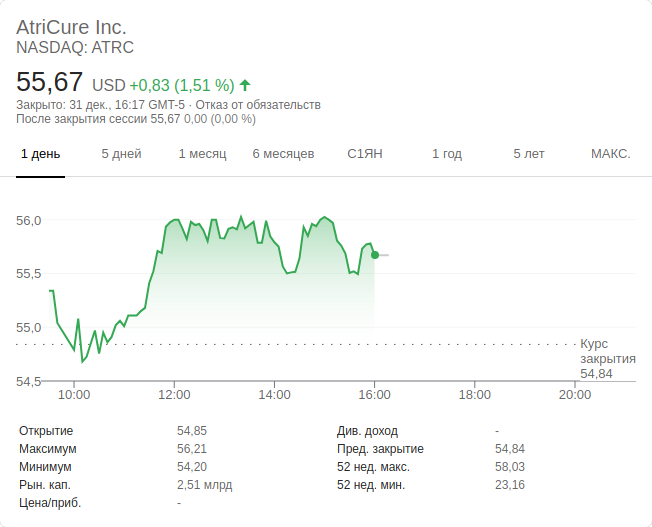 AtriCure Inc.
NASDAQ: ATRC
55,67 USD +0,83 (1,51 %)
Закрыто: 31 дек., 16:17 GMT-5 · Отказ от обязательств
После закрытия сессии 55,67 0,00 (0,00 %)
1 день 5 дней 1 месяц 6 месяцев С1ЯН 1 год 5 лет МАКС.
56,0
55,5
55,0
Курс
закрытия
54,84
54,5
10:00 12:00 14:00 16:00 18:00 20:00
Открытие 54,85 Див. доход -
Максимум 56,21 Пред. закрытие 54,84
Минимум 54,20 52 нед. макс. 58,03
Рын. кап. 2,51 млрд 52 нед. мин. 23,16
Цена/приб. -